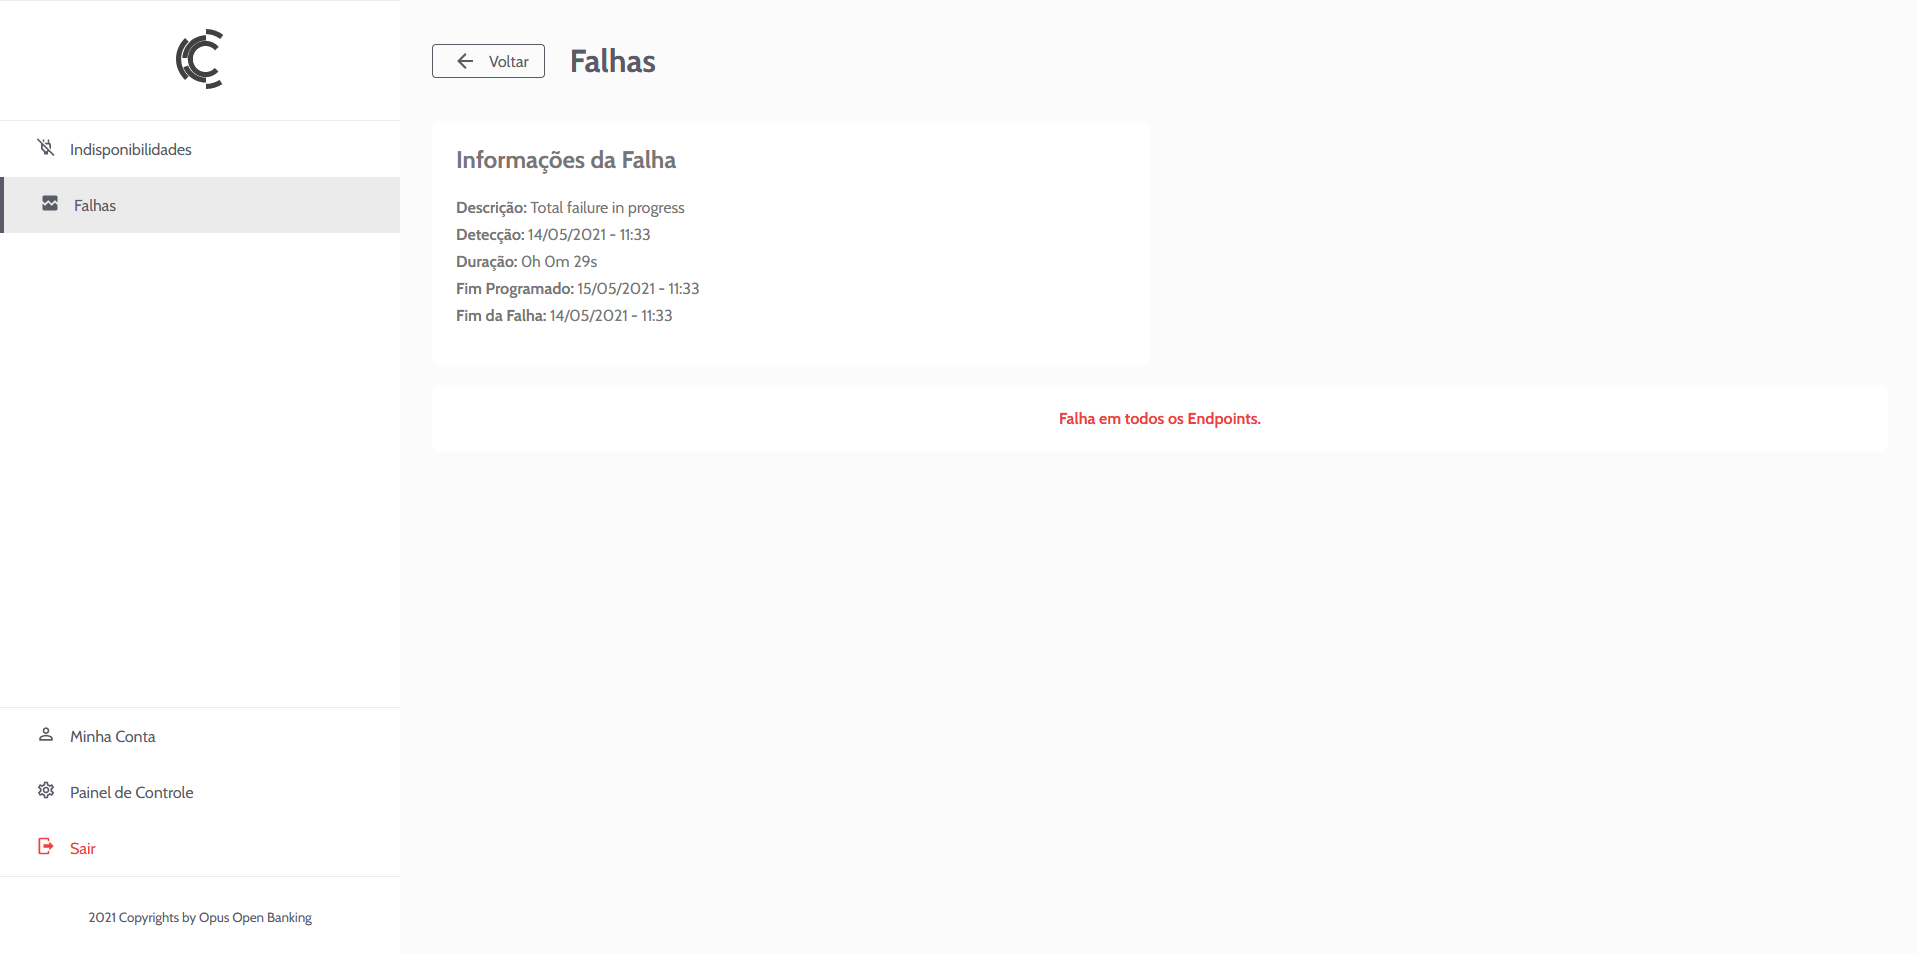 Indisponibilidades
Falhas
Minha Conta
Painel de Controle
Sair
2021 Copyrights by Opus Open Banking
Voltar
Falhas
Informações da Falha
Descrição: Total failure in progress
Detecção: 14/05/2021 - 11:33
Duração: 0h 0m 29s
Fim Programado: 15/05/2021 - 11:33
Fim da Falha: 14/05/2021 - 11:33
Falha em todos os Endpoints.